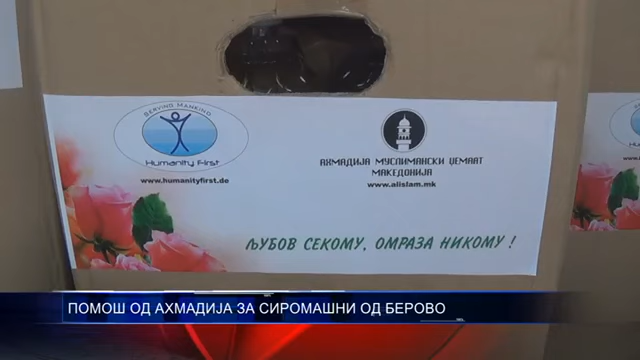 SERVING MANKIND
Humanity First
www.humanityfirst.de
АХМАДИЈА МУСЛИМАНСКИ ЏЕМААТ
МАКЕДОНИЈА
www.alislam.mk
ЉУБОВ СЕКОМУ, ОМРАЗА НИКОМУ !
ПОМОШ ОД АХМАДИЈА ЗА СИРОМАШНИ ОД БЕРОВО